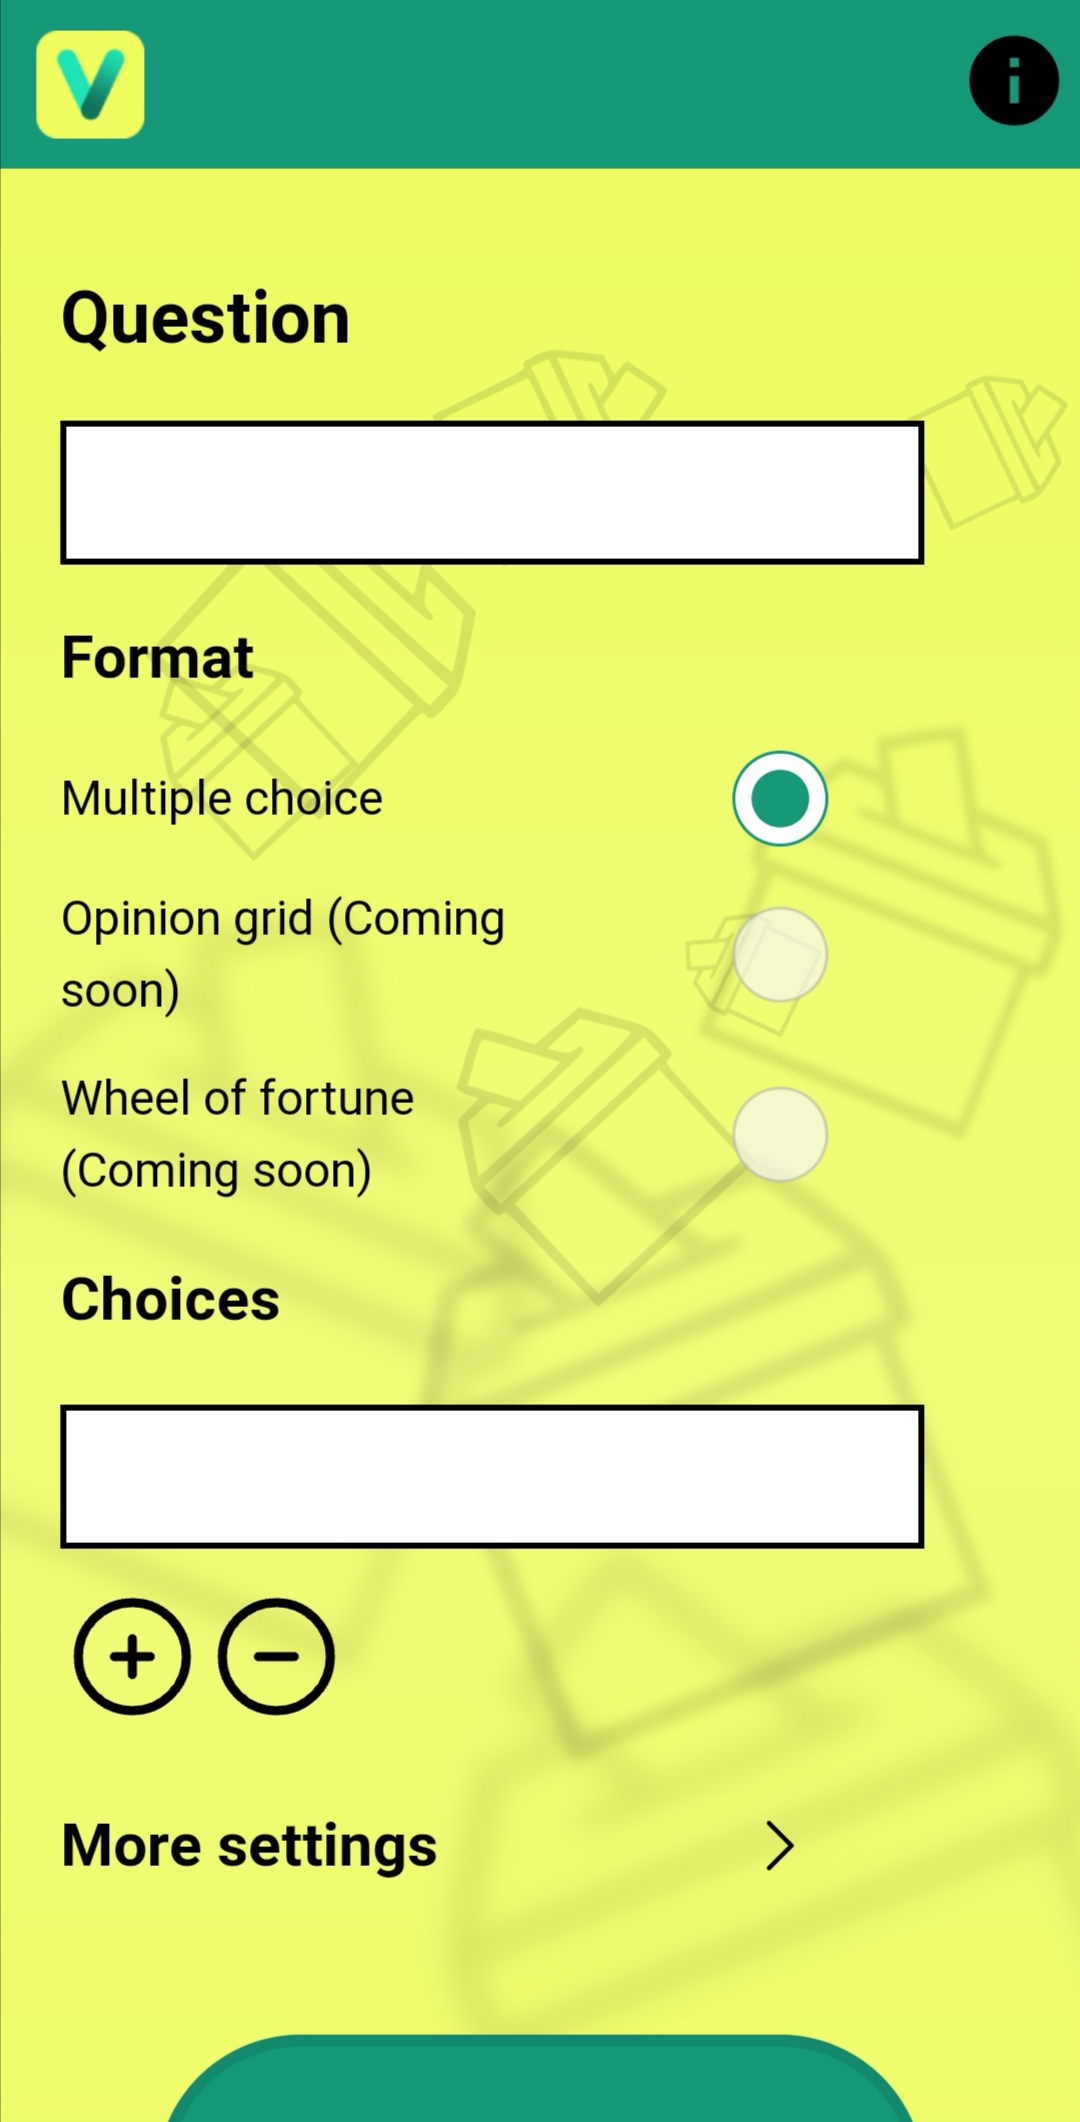 V
i
Question
Format
Multiple choice
Opinion grid (Coming
soon)
Wheel of fortune
(Coming soon)
Choices
More settings